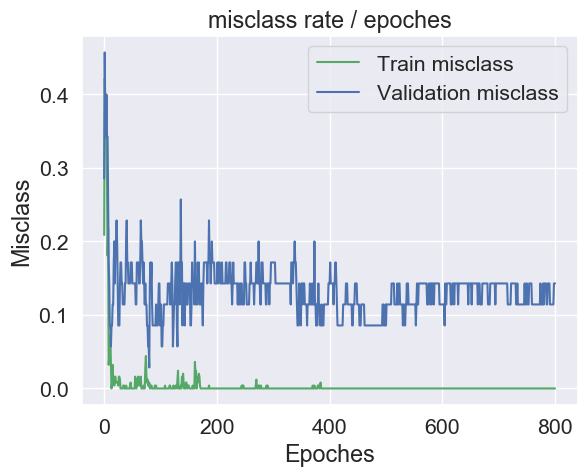 misclass rate / epoches
Train misclass
Validation misclass
Misclass
0.4
0.3
0.2
0.1
0.0
0
200
400
600
800
Epoches